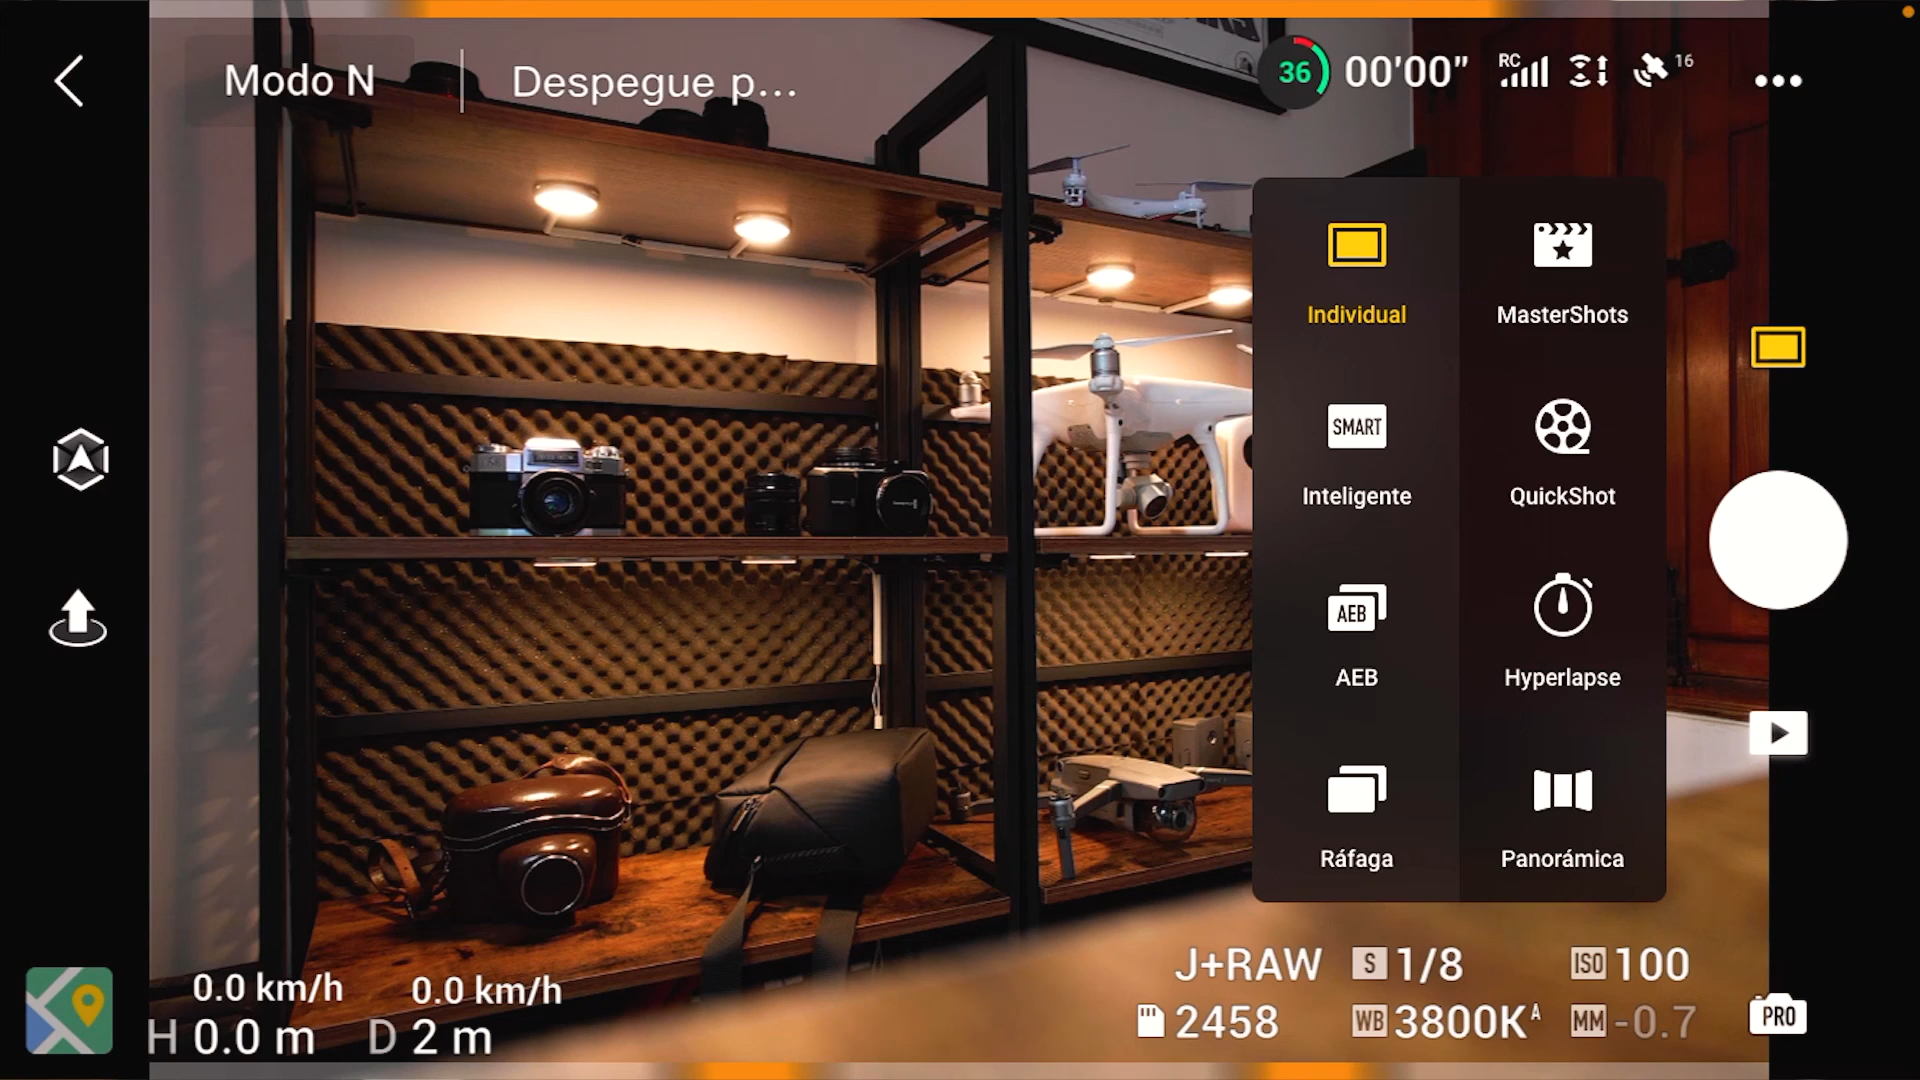 Modo N
Despegue p...
36
00'00"
RC
16
Individual
MasterShots
SMART
Inteligente
QuickShot
AEB
AEB
Hyperlapse
Ráfaga
Panorámica
0.0 km/h
0.0 km/h
H 0.0 m
D 2 m
J+RAW
S 1/8
ISO 100
2458
WB 3800K A
MM -0.7
PRO